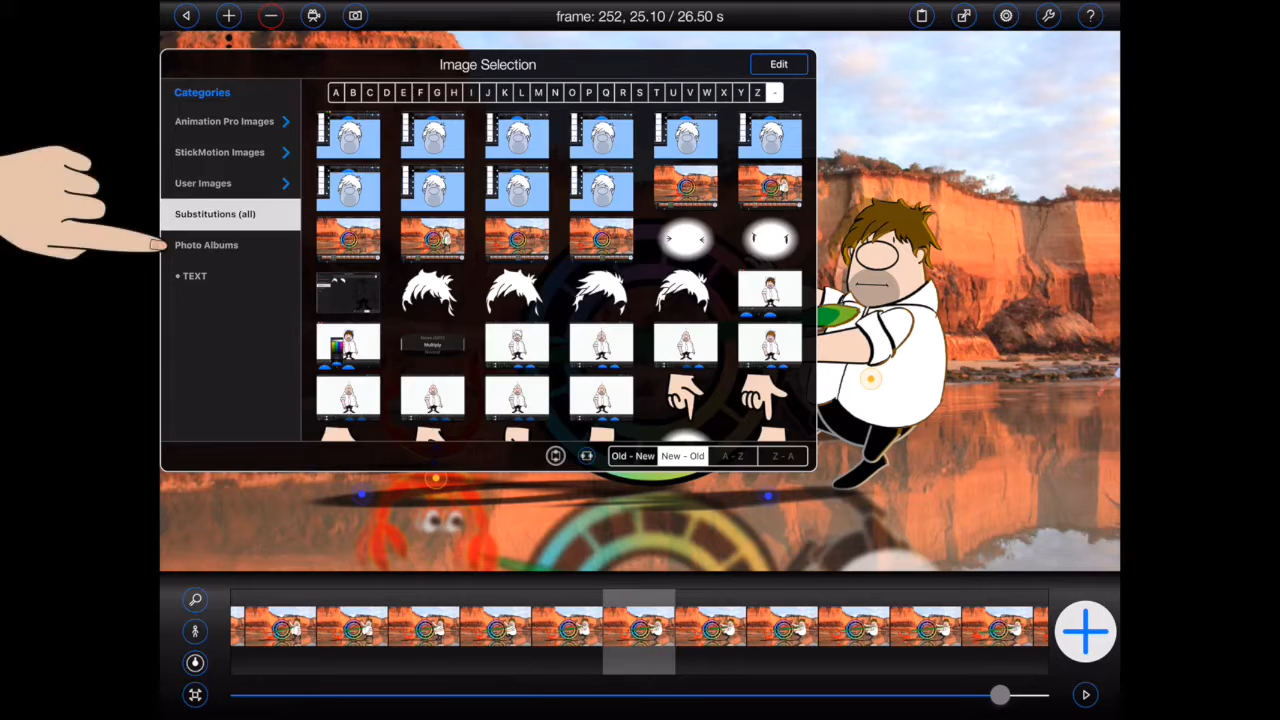 frame: 252, 25.10 / 26.50 s
?
Image Selection
Edit
Categories
A B C D E F G H I J K L M N O P Q R S T U V W X Y Z -
Animation Pro Images
StickMotion Images
User Images
Substitutions (all)
Photo Albums
• TEXT
Multiply
Old - New New - Old A - Z Z - A